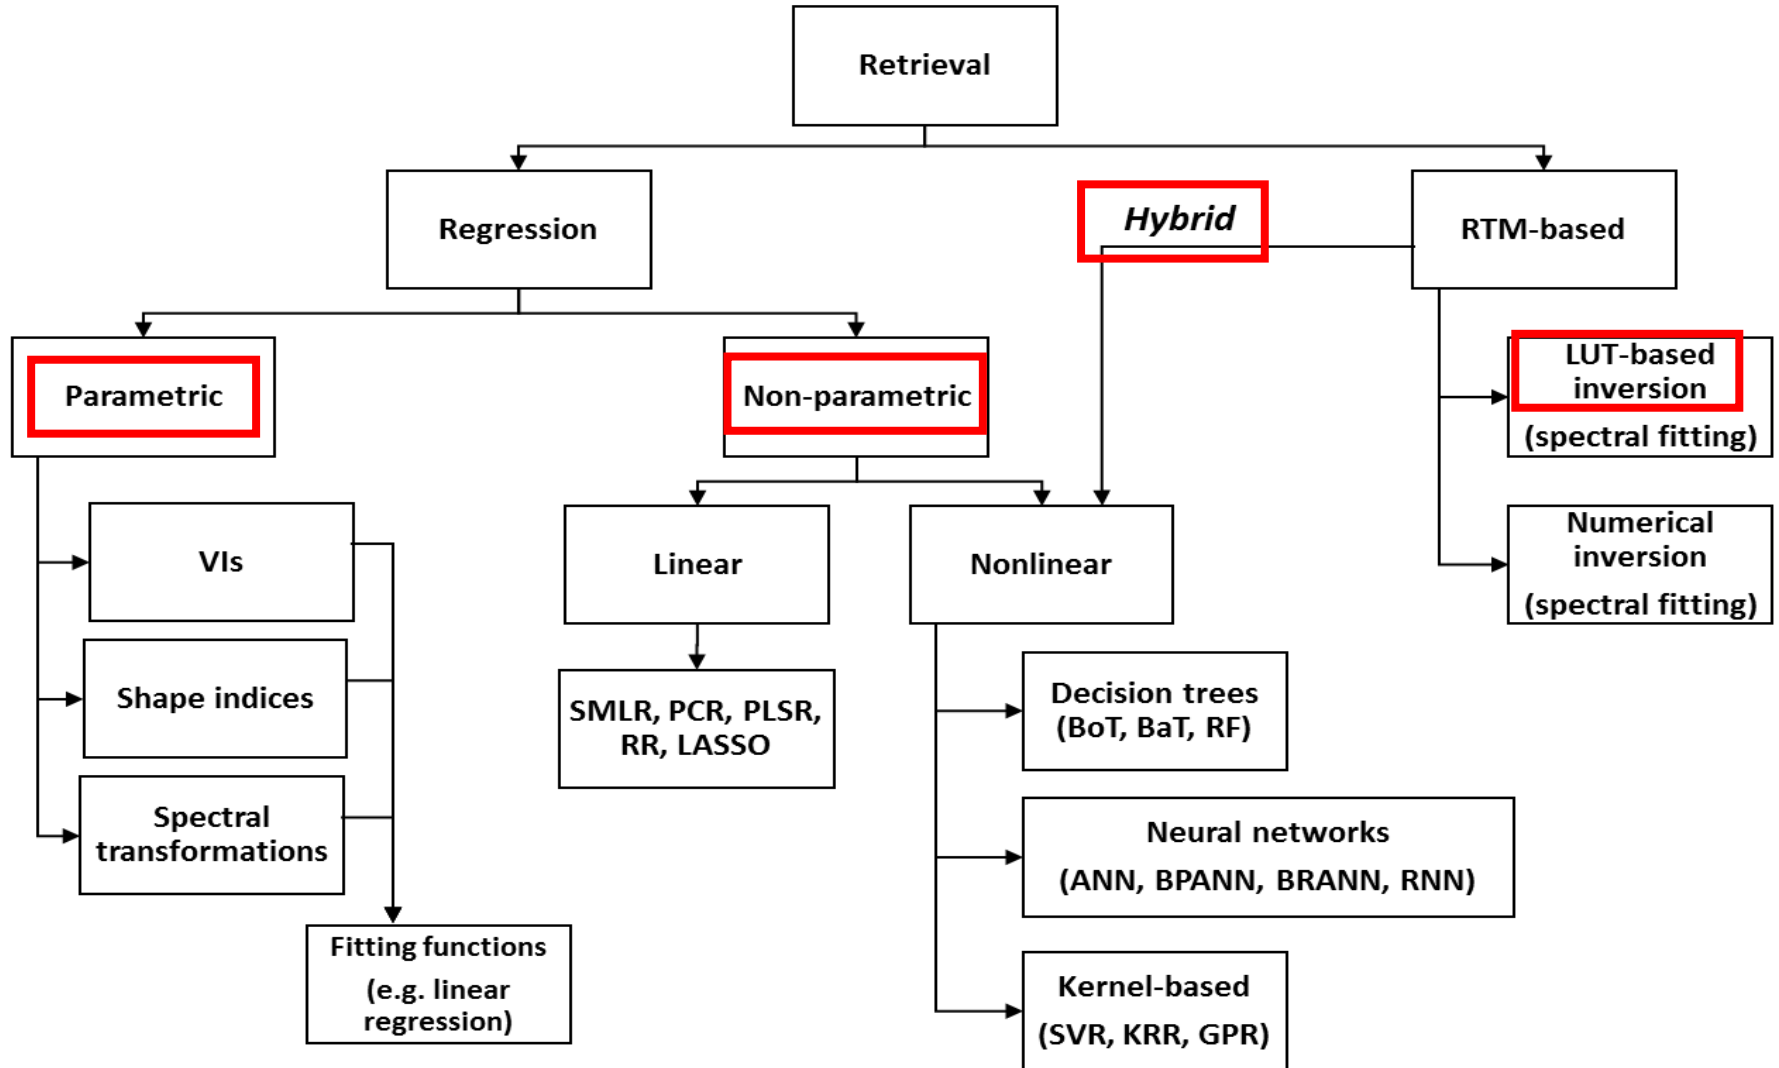 Retrieval
Regression
Hybrid
RTM-based
Parametric
Non-parametric
LUT-based
inversion
(spectral fitting)
VIs
Linear
Nonlinear
Numerical
inversion
(spectral fitting)
Shape indices
SMLR, PCR, PLSR,
RR, LASSO
Decision trees
(BoT, BaT, RF)
Spectral
transformations
Neural networks
(ANN, BPANN, BRANN, RNN)
Fitting functions
(e.g. linear
regression)
Kernel-based
(SVR, KRR, GPR)